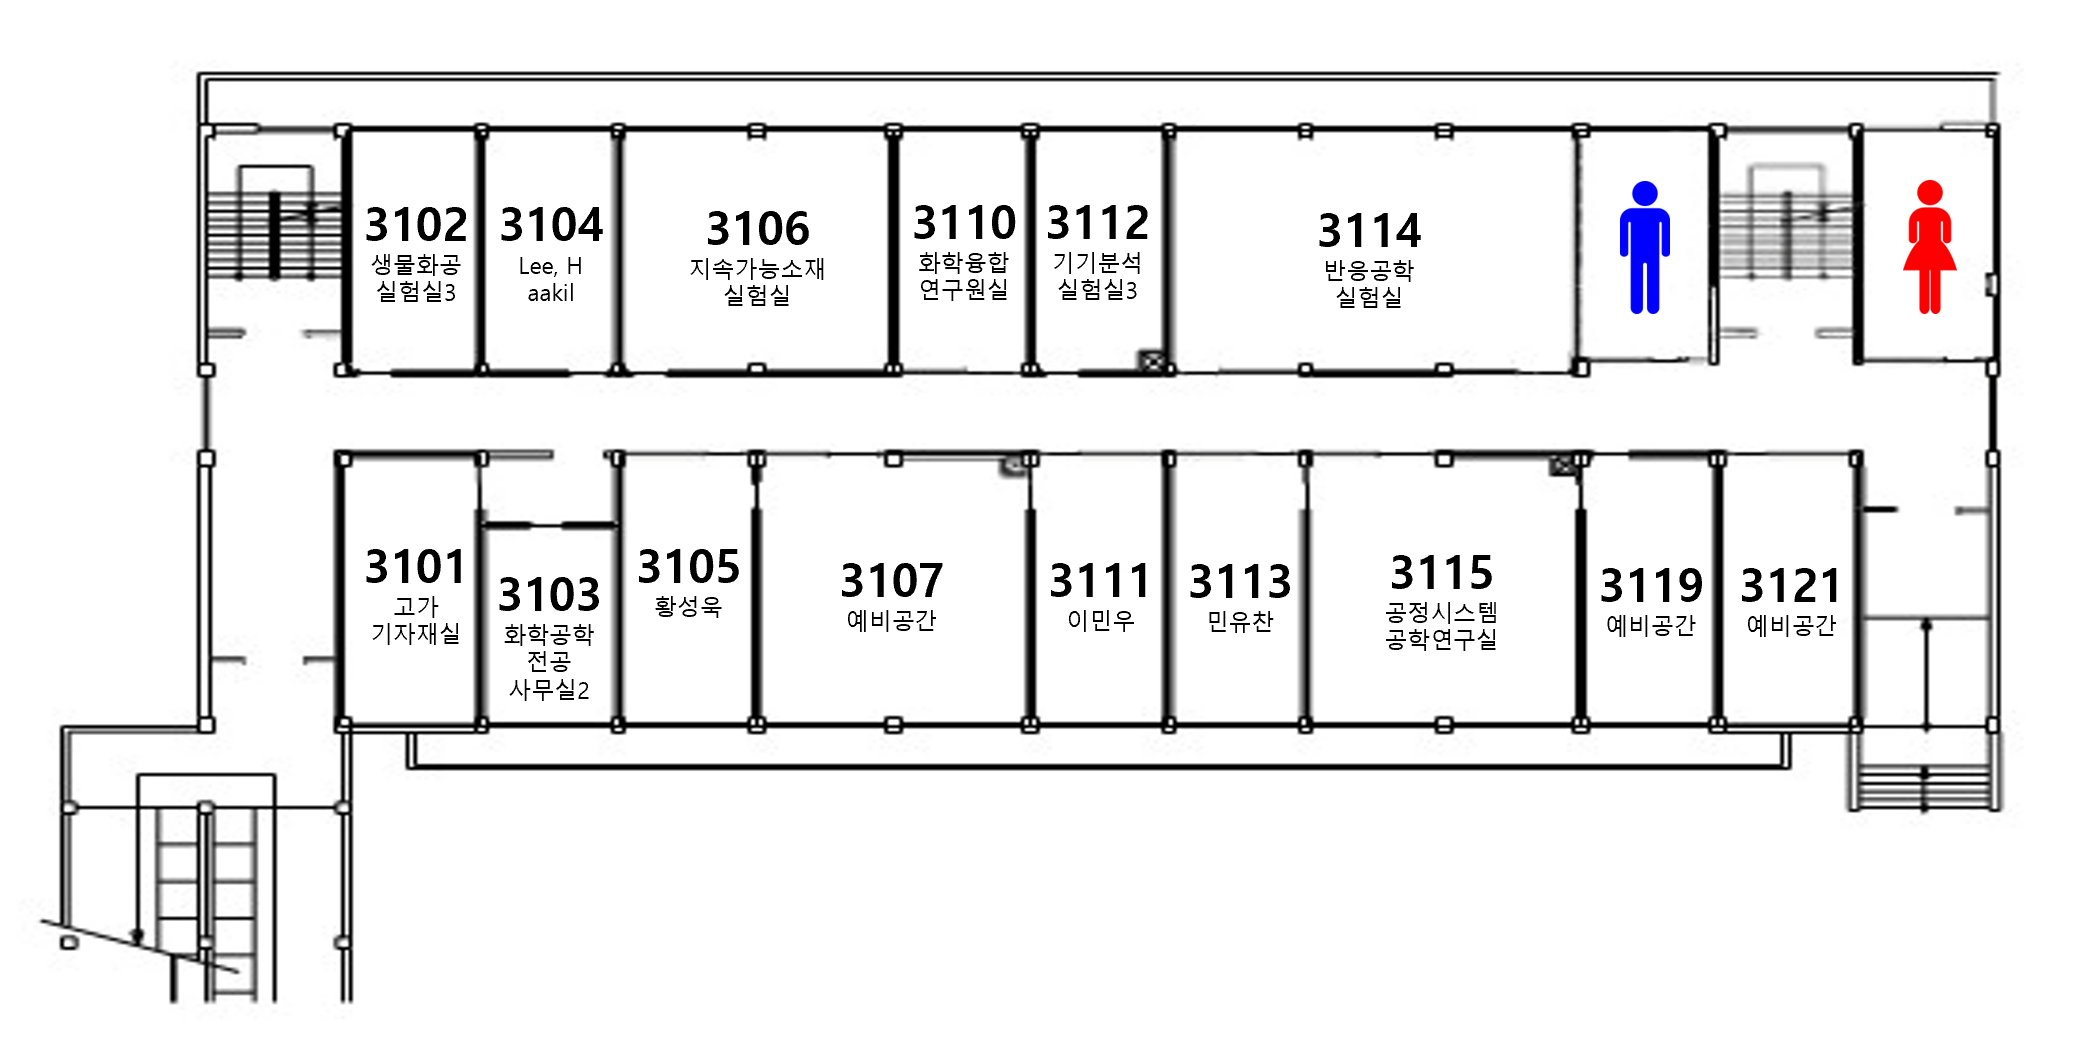 3102
생물화공
실험실3
3104
Lee, H
aakil
3106
지속가능소재
실험실
3110
화학융합
연구원실
3112
기기분석
실험실3
3114
반응공학
실험실
3101
고가
기자재실
3103
화학공학
전공
사무실2
3105
황성욱
3107
예비공간
3111
이민우
3113
민유찬
3115
공정시스템
공학연구실
3119
예비공간
3121
예비공간